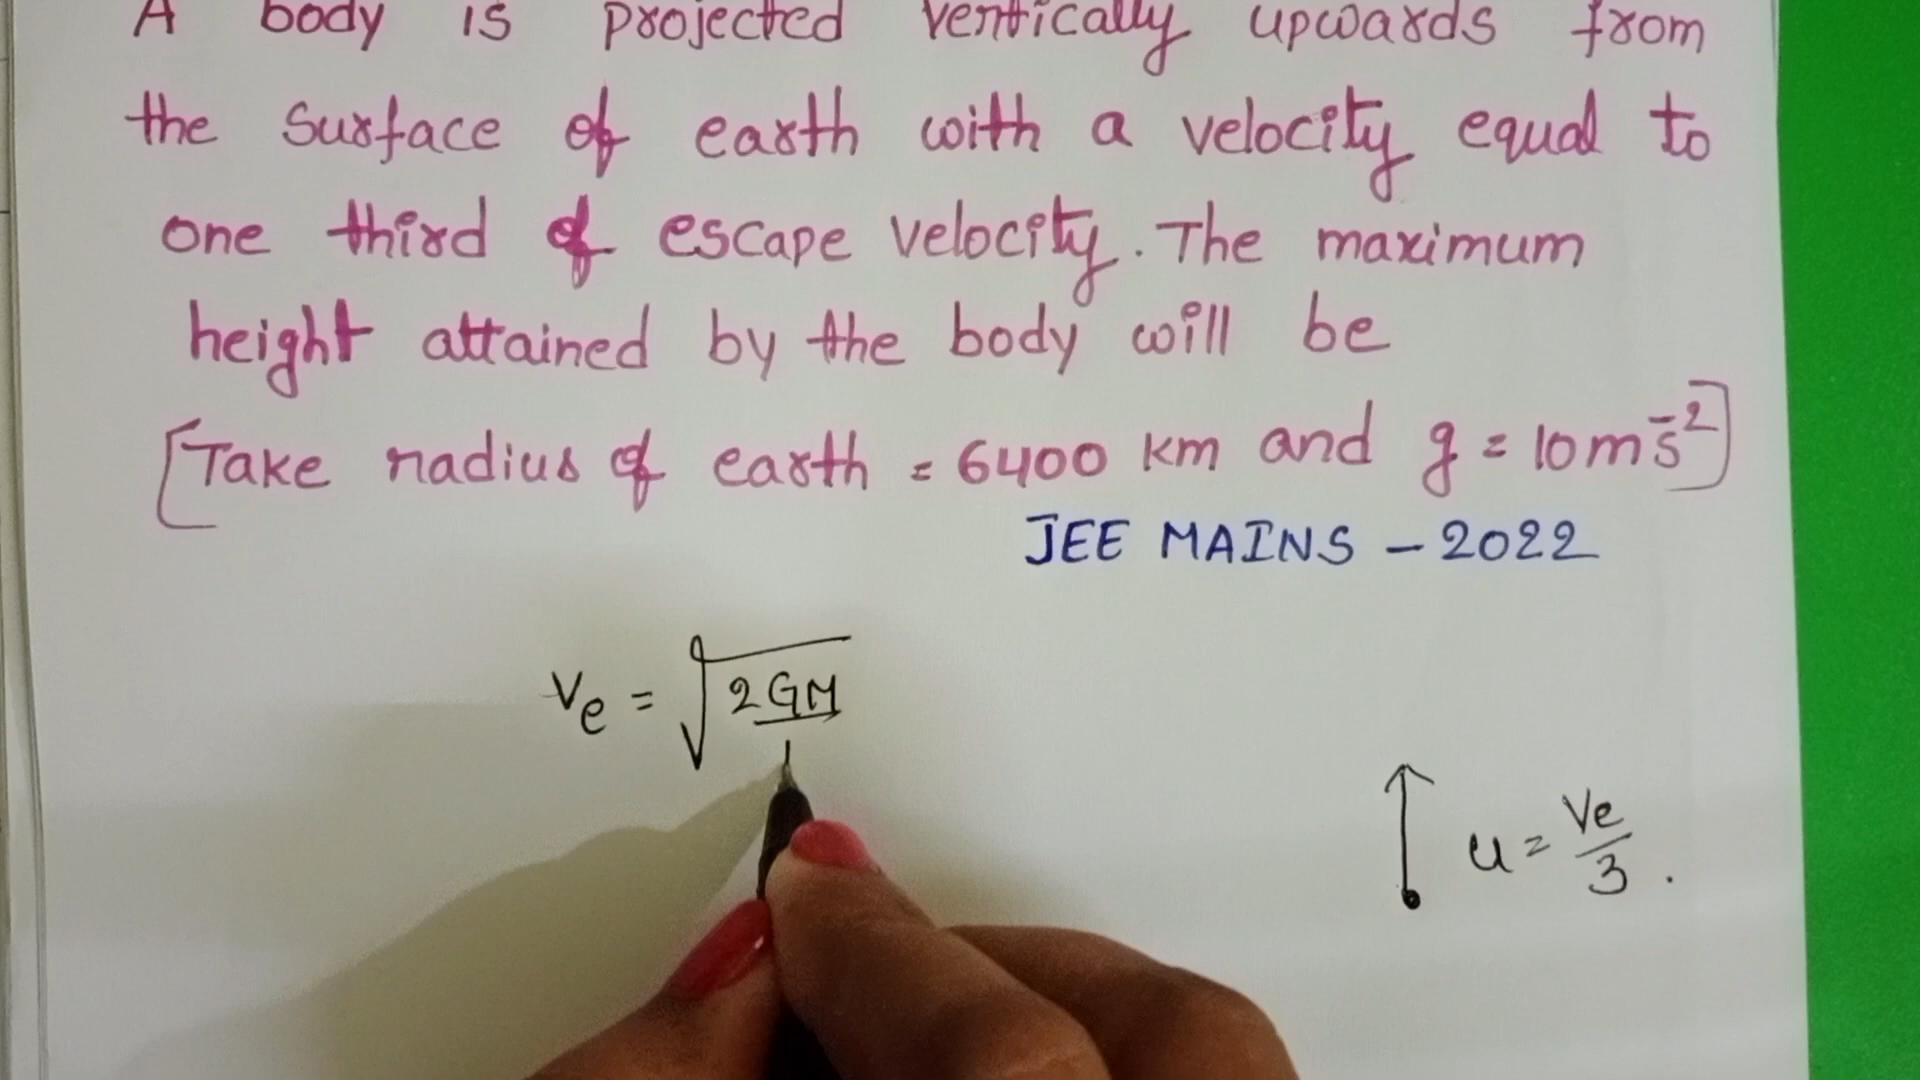 A body is projected vertically upwards from
the surface of earth with a velocity equal to
one third of escape velocity. The maximum
height attained by the body will be
[Take radius of earth = 6400 km and g = 10 m s⁻²]
JEE MAINS - 2022
Ve = √2GM
u = Ve/3.